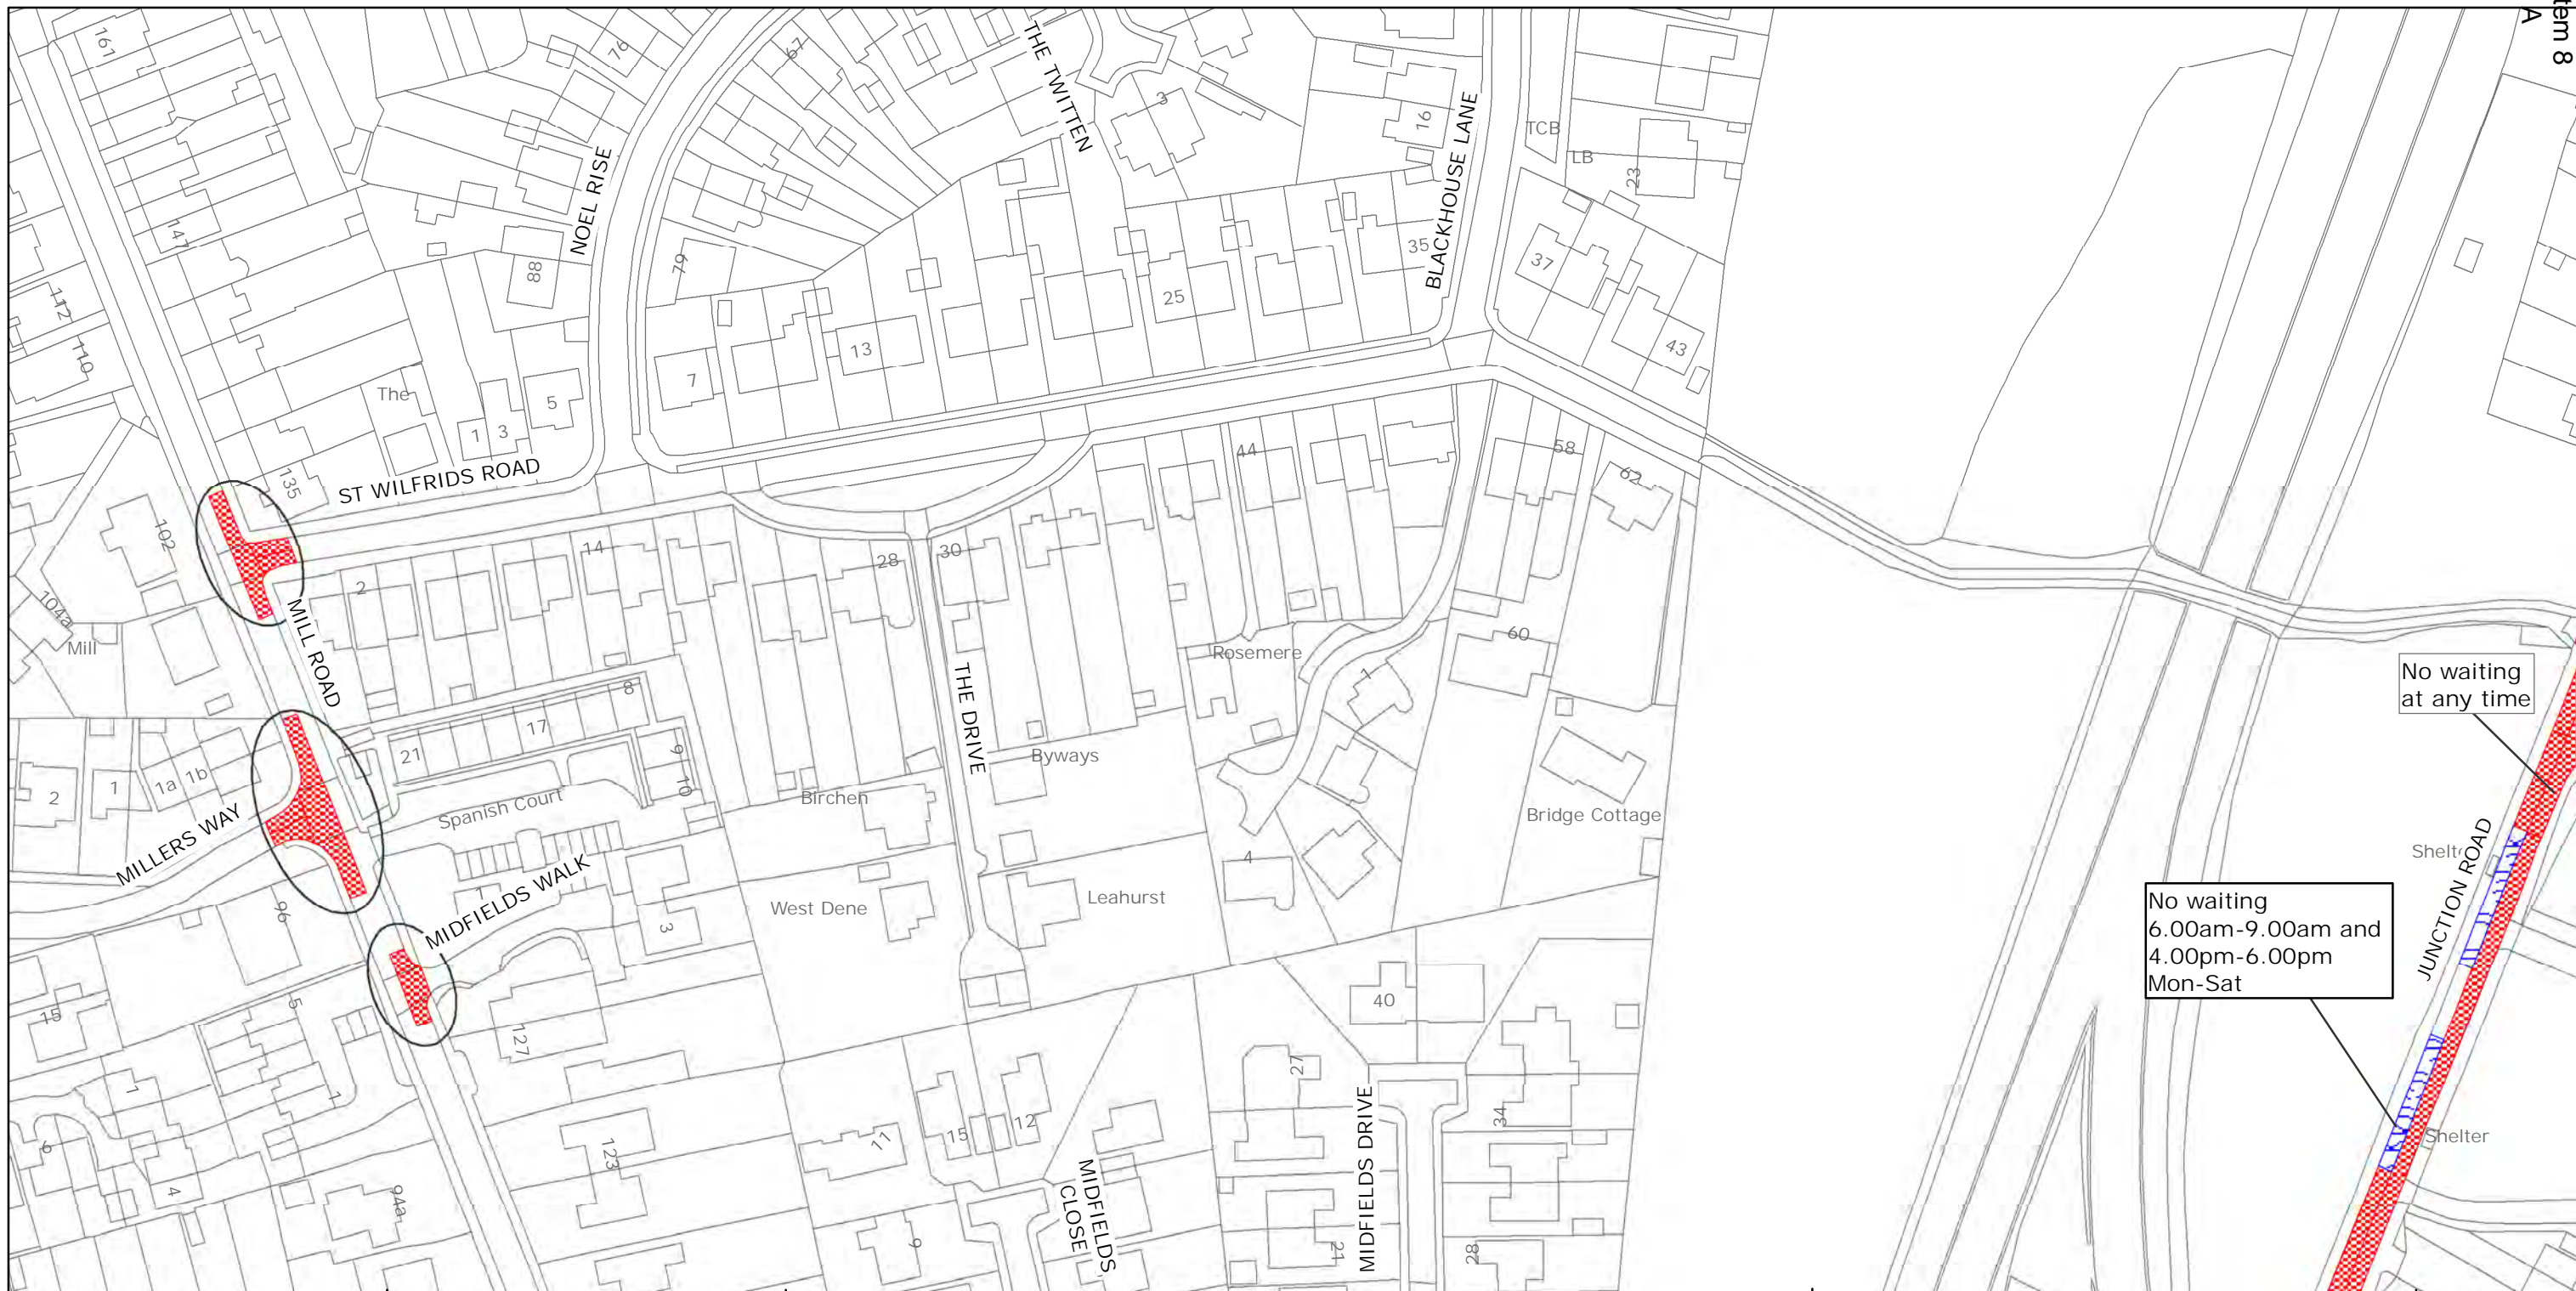 tem 8
A
161
76
67
THE TWITTEN
3
16
BLACKHOUSE LANE
TCB
LB
23
147
NOEL RISE
88
79
35
37
25
112
110
13
43
7
The
5
1
3
135
ST WILFRIDS ROAD
44
58
62
102
14
28
30
2
104a
Mill
MILL ROAD
60
Rosemere
1
8
No waiting
at any time
THE DRIVE
17
21
9
10
Byways
1b
1a
1
2
Birchen
Spanish Court
Bridge Cottage
MILLERS WAY
JUNCTION ROAD
4
1
MIDFIELDS WALK
Leahurst
West Dene
96
3
No waiting
6.00am-9.00am and
4.00pm-6.00pm
Mon-Sat
5
15
40
127
27
1
1
12
15
11
34
6
123
MIDFIELDS DRIVE
Shelter
4
94a
MIDFIELDS
CLOSE
9
21
28